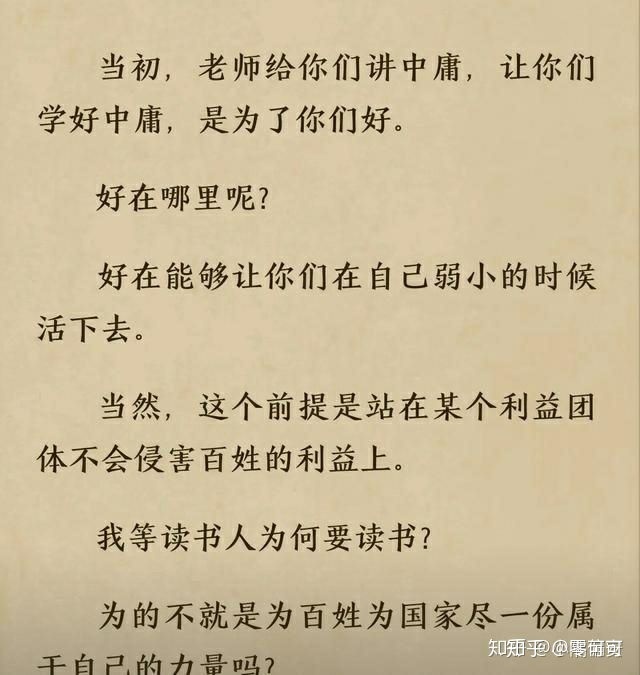 当初，老师给你们讲中庸，让你们
学好中庸，是为了你们好。
好在哪里呢？
好在能够让你们在自己弱小的时候
活下去。
当然，这个前提是站在某个利益团
体不会侵害百姓的利益上。
我等读书人为何要读书？
为的不就是为百姓为国家尽一份属
于自己的力量吗？
知乎